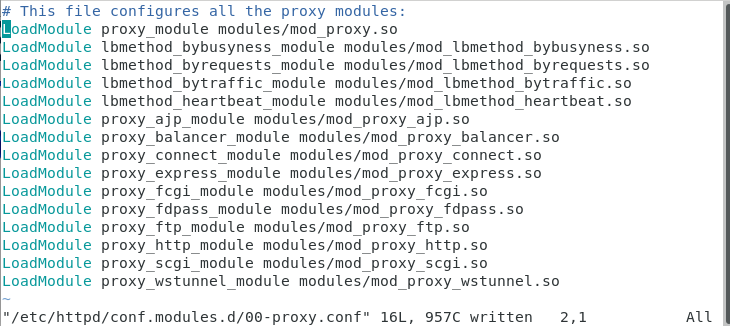 # This file configures all the proxy modules:
LoadModule proxy_module modules/mod_proxy.so
LoadModule lbmethod_bybusyness_module modules/mod_lbmethod_bybusyness.so
LoadModule lbmethod_byrequests_module modules/mod_lbmethod_byrequests.so
LoadModule lbmethod_bytraffic_module modules/mod_lbmethod_bytraffic.so
LoadModule lbmethod_heartbeat_module modules/mod_lbmethod_heartbeat.so
LoadModule proxy_ajp_module modules/mod_proxy_ajp.so
LoadModule proxy_balancer_module modules/mod_proxy_balancer.so
LoadModule proxy_connect_module modules/mod_proxy_connect.so
LoadModule proxy_express_module modules/mod_proxy_express.so
LoadModule proxy_fcgi_module modules/mod_proxy_fcgi.so
LoadModule proxy_fdpass_module modules/mod_proxy_fdpass.so
LoadModule proxy_ftp_module modules/mod_proxy_ftp.so
LoadModule proxy_http_module modules/mod_proxy_http.so
LoadModule proxy_scgi_module modules/mod_proxy_scgi.so
LoadModule proxy_wstunnel_module modules/mod_proxy_wstunnel.so
~
"/etc/httpd/conf.modules.d/00-proxy.conf" 16L, 957C written 2,1 All